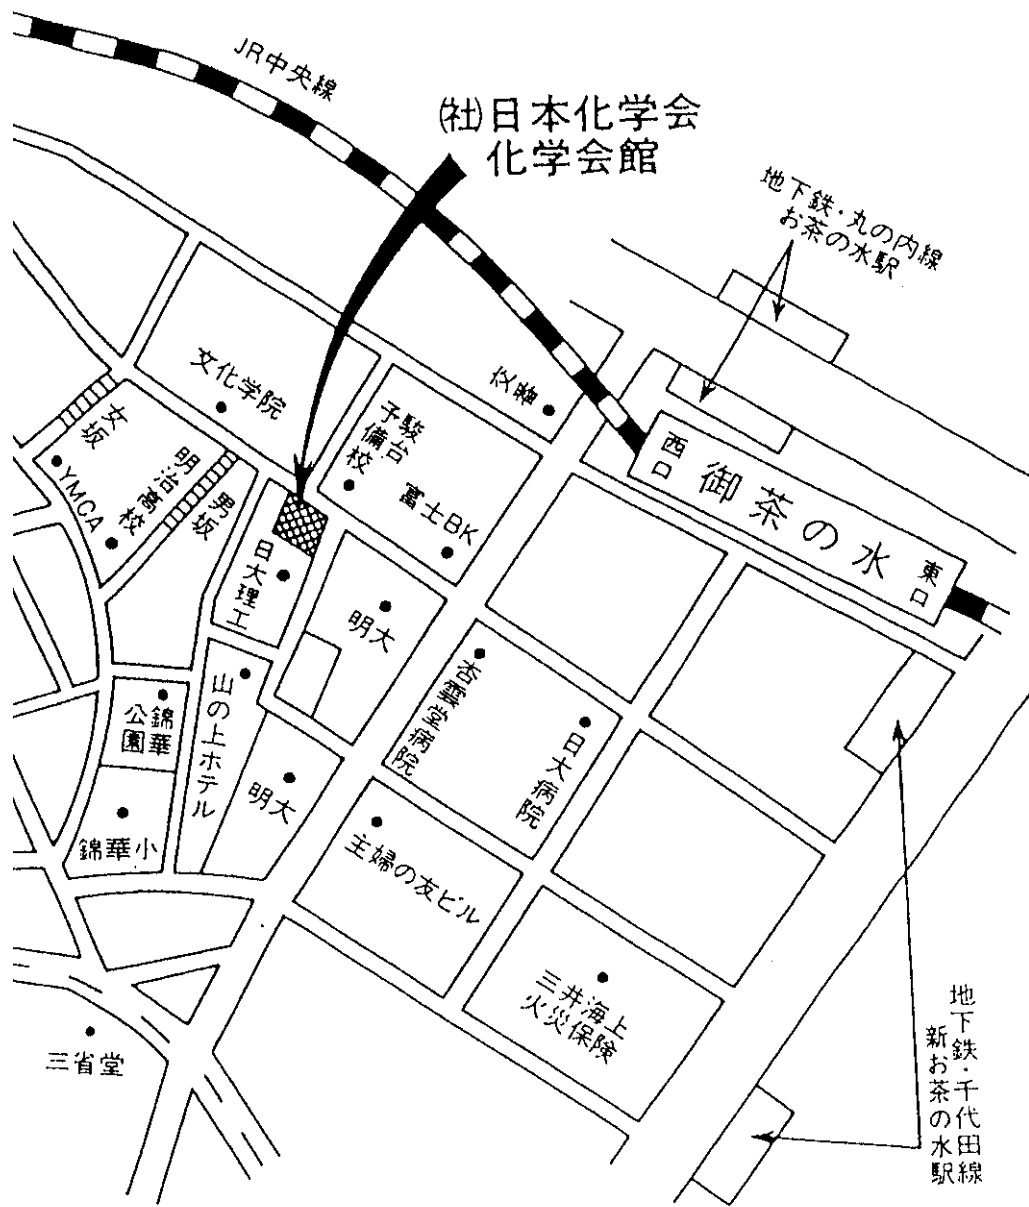 JR中央線
(社)日本化学会
化学会館
地下鉄・丸の内線
お茶の水駅
文化学院
交番
駿台
予備校
富士BK
西口
御茶の水
東口
女坂
YMCA
明治高校
男坂
日大理工
明大
山の上ホテル
錦華
公園
明大
錦華小
杏雲堂病院
日大病院
主婦の友ビル
三井海上
火災保険
三省堂
地下鉄・千代田線
新お茶の水駅